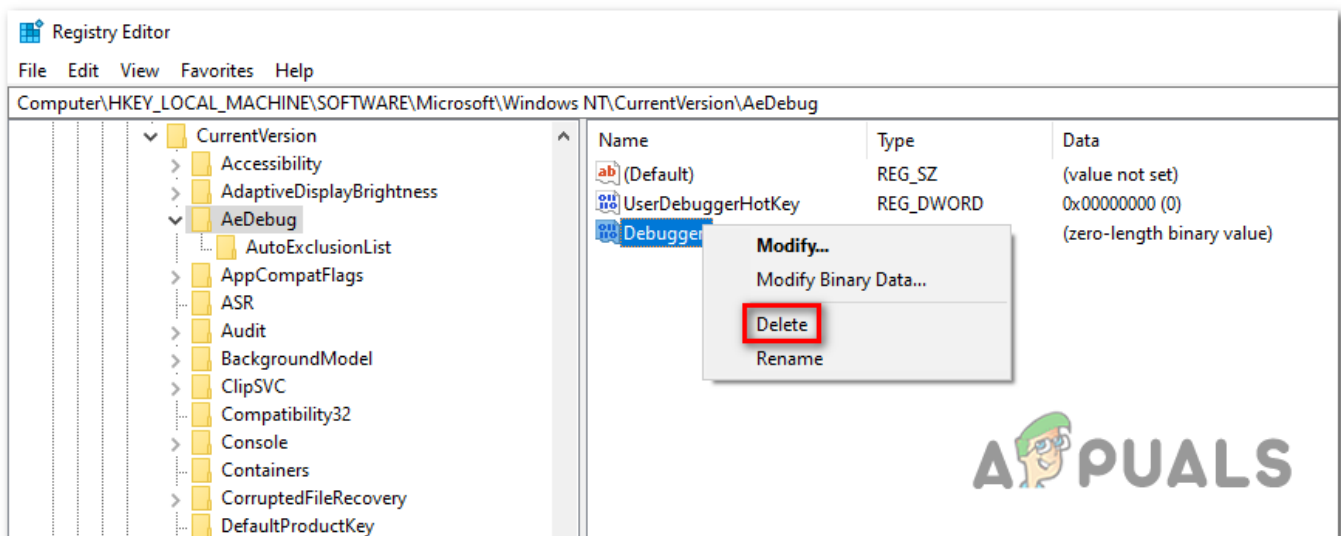 Registry Editor
File Edit View Favorites Help
Computer\HKEY_LOCAL_MACHINE\SOFTWARE\Microsoft\Windows NT\CurrentVersion\AeDebug
CurrentVersion
Accessibility
AdaptiveDisplayBrightness
AeDebug
AutoExclusionList
AppCompatFlags
ASR
Audit
BackgroundModel
ClipSVC
Compatibility32
Console
Containers
CorruptedFileRecovery
DefaultProductKey
Name Type Data
(Default) REG_SZ (value not set)
UserDebuggerHotKey REG_DWORD 0x00000000 (0)
Debugger (zero-length binary value)
Modify...
Modify Binary Data...
Delete
Rename
APPUALS